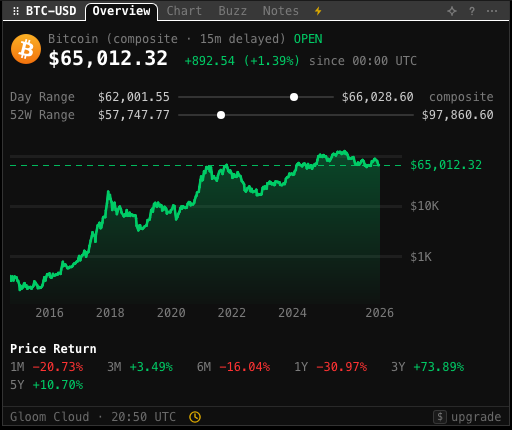 BTC-USD Overview Chart Buzz Notes ? ...
Bitcoin (composite · 15m delayed) OPEN
$65,012.32 +892.54 (+1.39%) since 00:00 UTC
Day Range $62,001.55 $66,028.60 composite
52W Range $57,747.77 $97,860.60
$65,012.32
$10K
$1K
2016 2018 2020 2022 2024 2026
Price Return
1M -20.73% 3M +3.49% 6M -16.04% 1Y -30.97% 3Y +73.89%
5Y +10.70%
Gloom Cloud · 20:50 UTC $ upgrade